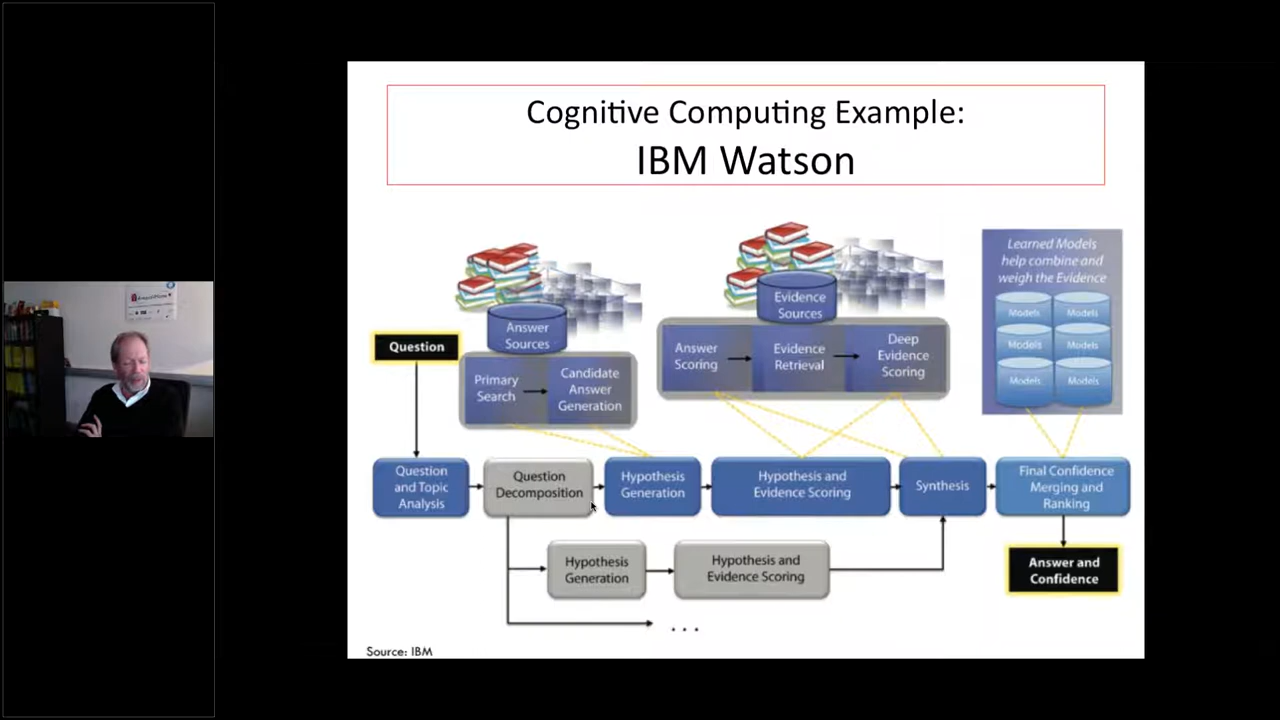 Cognitive Computing Example:
IBM Watson
Learned Models
help combine and
weigh the Evidence
Models
Models
Models
Models
Models
Models
Answer
Sources
Evidence
Sources
Question
Primary
Search
Candidate
Answer
Generation
Answer
Scoring
Evidence
Retrieval
Deep
Evidence
Scoring
Question
and Topic
Analysis
Question
Decomposition
Hypothesis
Generation
Hypothesis and
Evidence Scoring
Synthesis
Final Confidence
Merging and
Ranking
Hypothesis
Generation
Hypothesis and
Evidence Scoring
Answer and
Confidence
. . .
Source: IBM